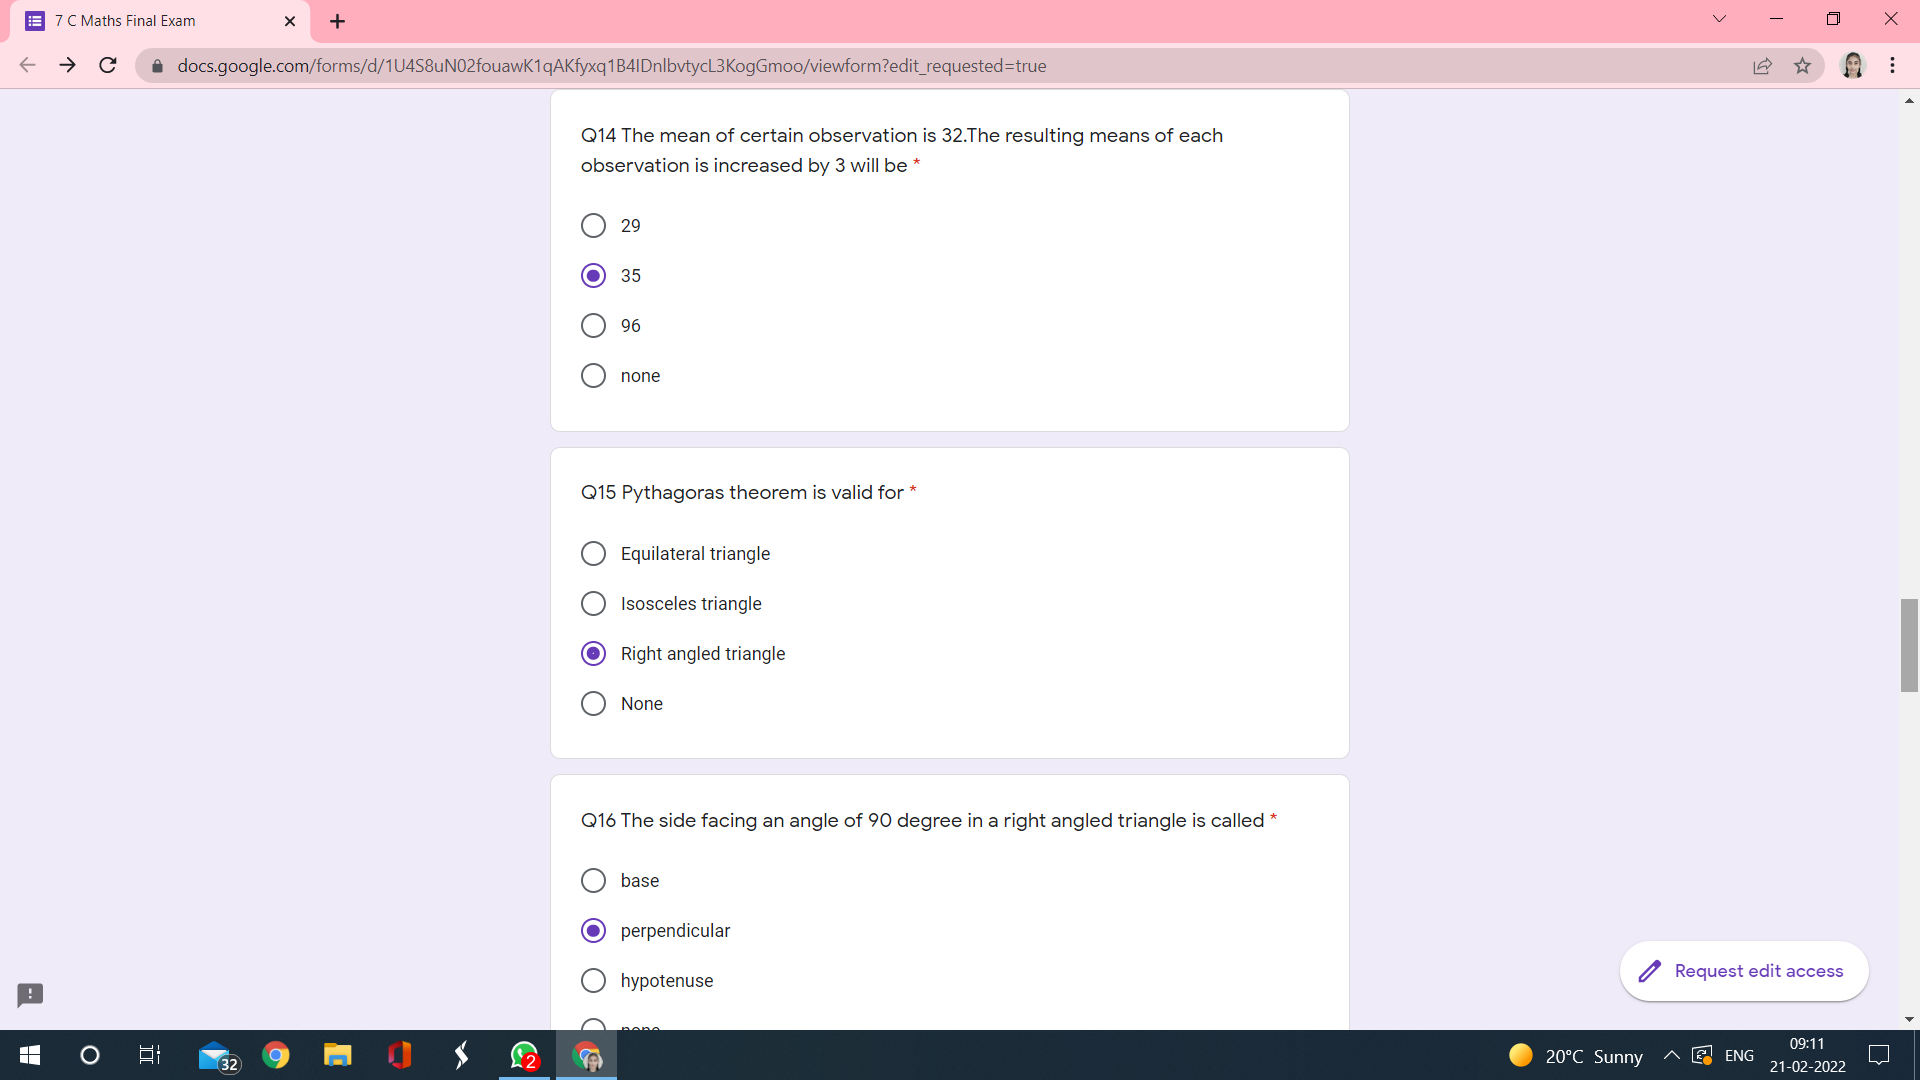 7 C Maths Final Exam
docs.google.com/forms/d/1U4S8uN02fouawK1qAKfyxq1B4IDnlbvtycL3KogGmoo/viewform?edit_requested=true
Q14 The mean of certain observation is 32.The resulting means of each
observation is increased by 3 will be *
29
35
96
none
Q15 Pythagoras theorem is valid for *
Equilateral triangle
Isosceles triangle
Right angled triangle
None
Q16 The side facing an angle of 90 degree in a right angled triangle is called *
base
perpendicular
hypotenuse
none
Request edit access
32
2
20°C Sunny
ENG
09:11
21-02-2022